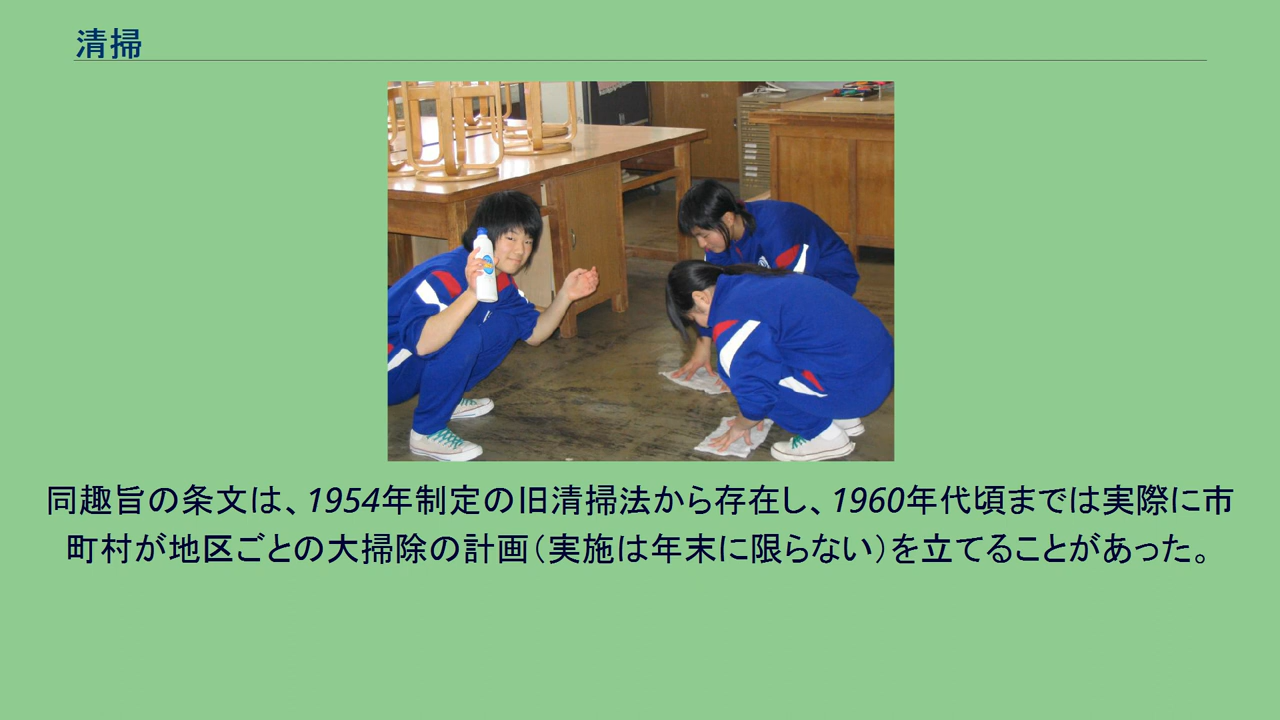 清掃
同趣旨の条文は、1954年制定の旧清掃法から存在し、1960年代頃までは実際に市
町村が地区ごとの大掃除の計画（実施は年末に限らない）を立てることがあった。